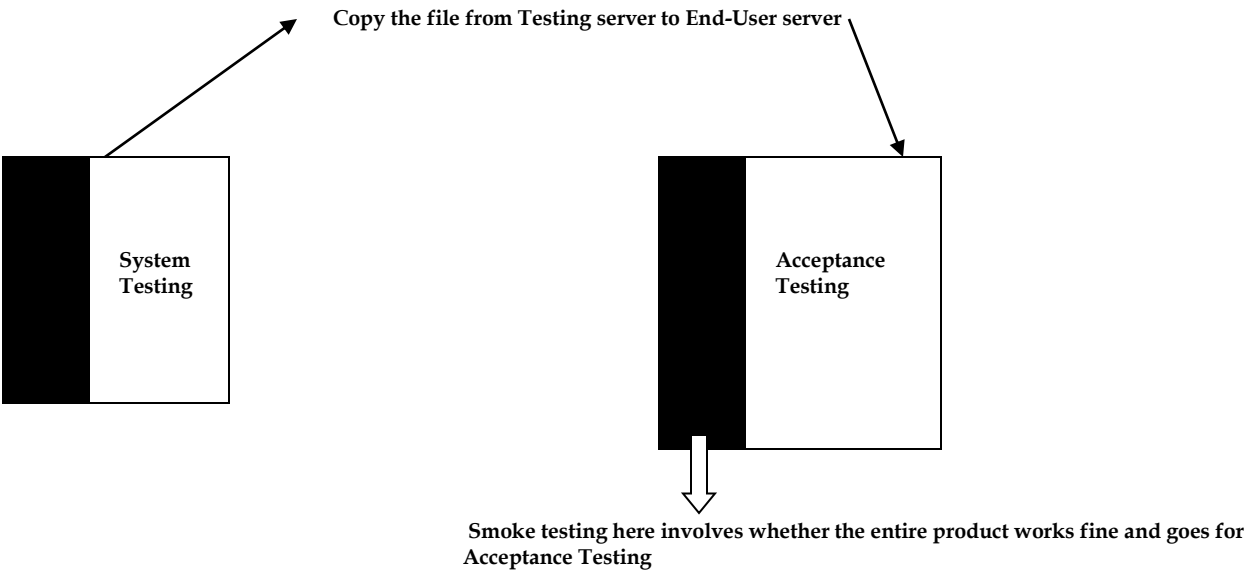 Copy the file from Testing server to End-User server
System
Testing
Acceptance
Testing
Smoke testing here involves whether the entire product works fine and goes for
Acceptance Testing